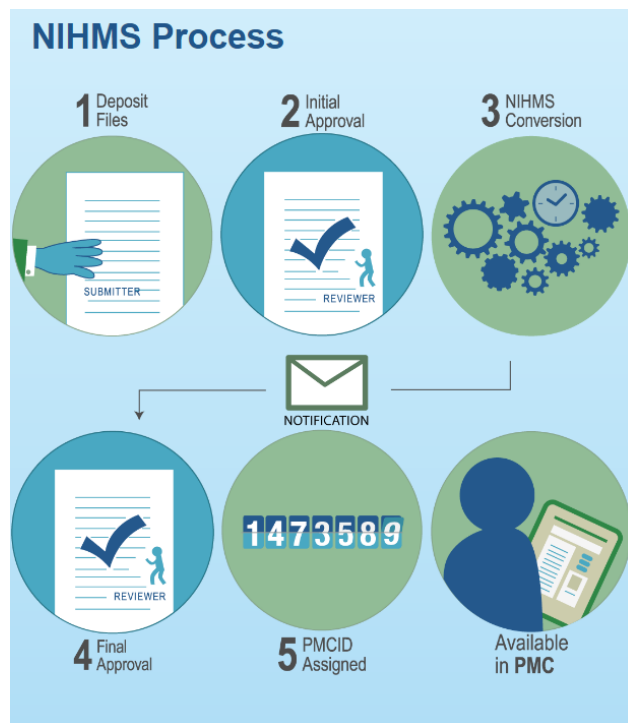 NIHMS Process
1 Deposit
Files
2 Initial
Approval
3 NIHMS
Conversion
SUBMITTER
REVIEWER
NOTIFICATION
REVIEWER
1473589
4 Final
Approval
5 PMCID
Assigned
Available
in PMC